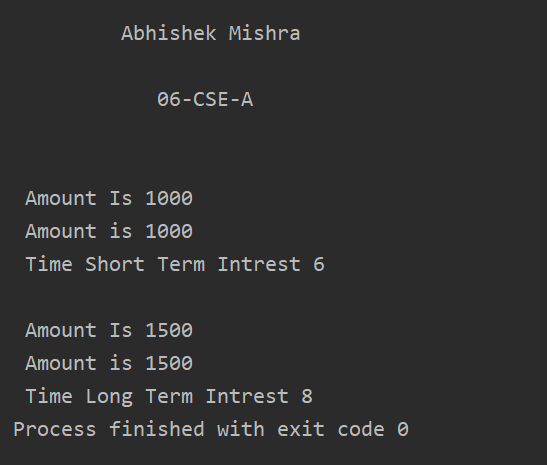 Abhishek Mishra
06-CSE-A
Amount Is 1000
Amount is 1000
Time Short Term Intrest 6
Amount Is 1500
Amount is 1500
Time Long Term Intrest 8
Process finished with exit code 0